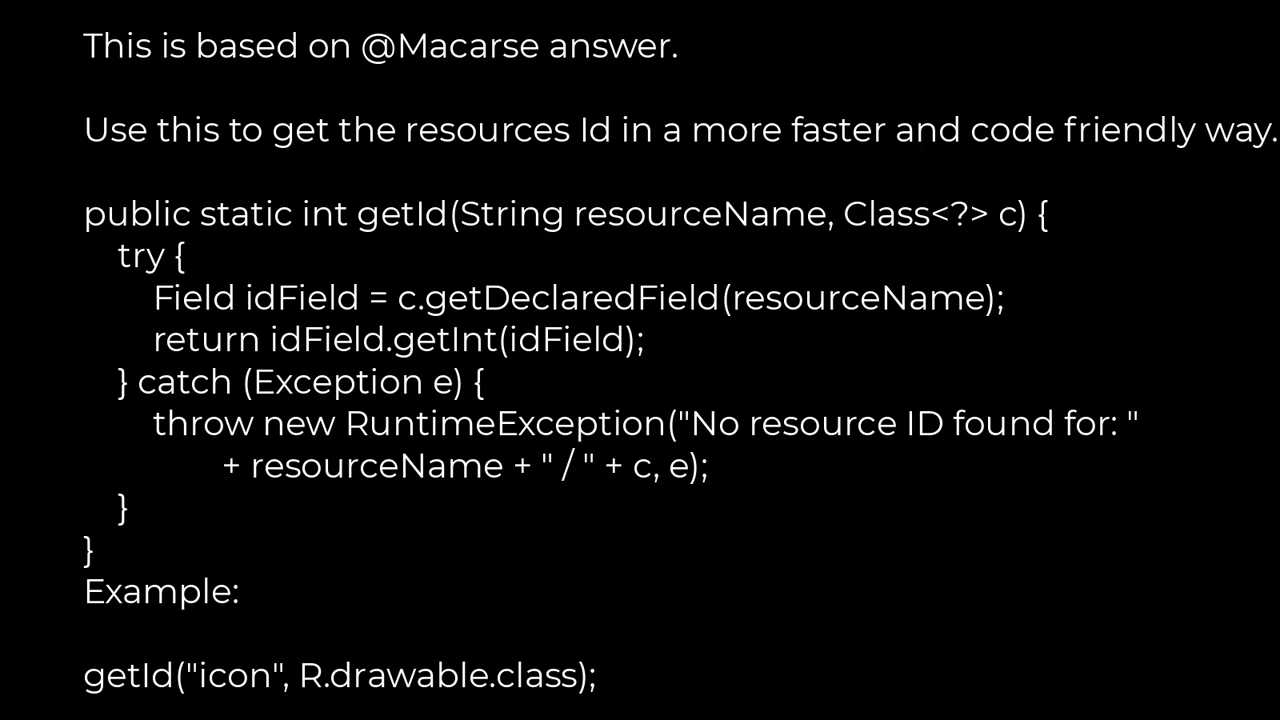 This is based on @Macarse answer.
Use this to get the resources Id in a more faster and code friendly way.
public static int getId(String resourceName, Class<?> c) {
    try {
        Field idField = c.getDeclaredField(resourceName);
        return idField.getInt(idField);
    } catch (Exception e) {
        throw new RuntimeException("No resource ID found for: "
                + resourceName + " / " + c, e);
    }
}
Example:
getId("icon", R.drawable.class);